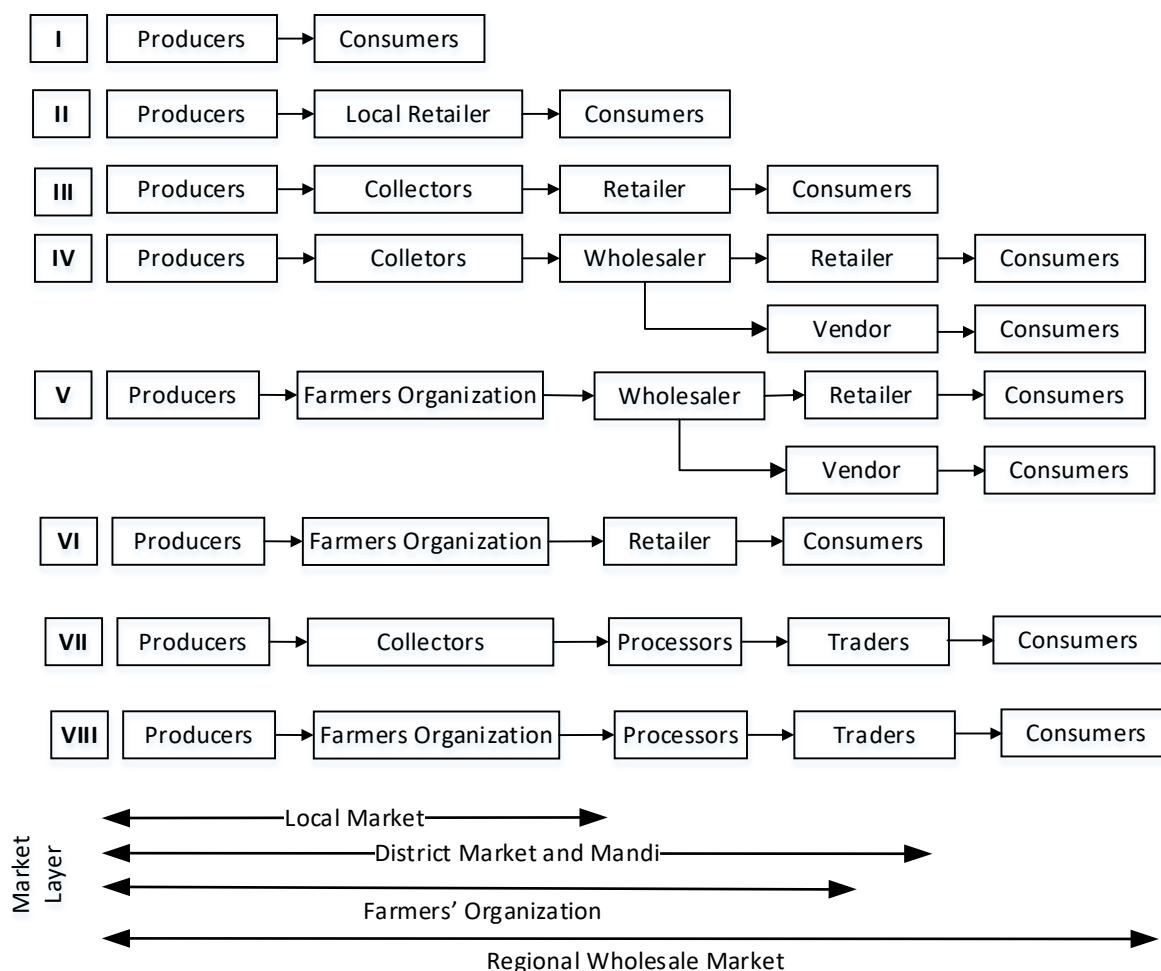 I Producers Consumers
II Producers Local Retailer Consumers
III Producers Collectors Retailer Consumers
IV Producers Colletors Wholesaler Retailer Consumers
Vendor Consumers
V Producers Farmers Organization Wholesaler Retailer Consumers
Vendor Consumers
VI Producers Farmers Organization Retailer Consumers
VII Producers Collectors Processors Traders Consumers
VIII Producers Farmers Organization Processors Traders Consumers
Market
Layer
Local Market
District Market and Mandi
Farmers’ Organization
Regional Wholesale Market